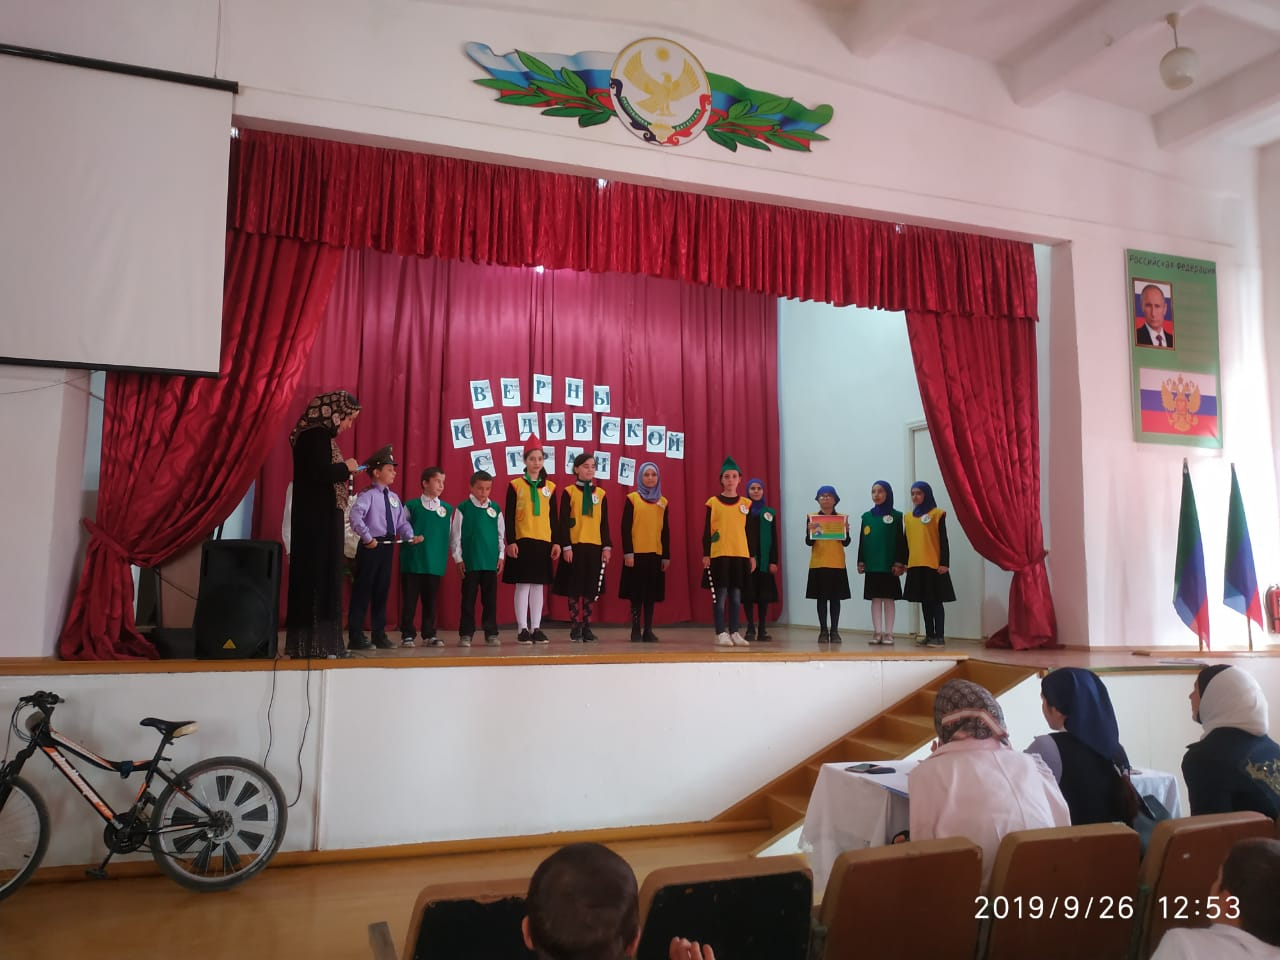 Российская Федерация
ВЕРНЫ
ЮИДОВСКОЙ
СТРАНЕ
2019/9/26 12:53